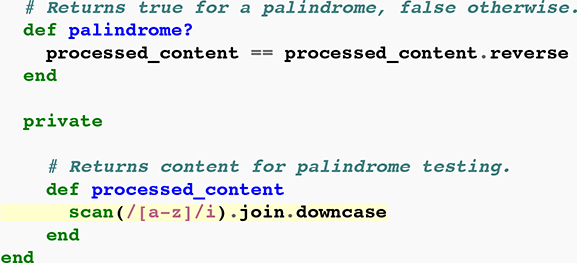 # Returns true for a palindrome, false otherwise.
def palindrome?
processed_content == processed_content.reverse
end
private
# Returns content for palindrome testing.
def processed_content
scan(/[a-z]/i).join.downcase
end
end